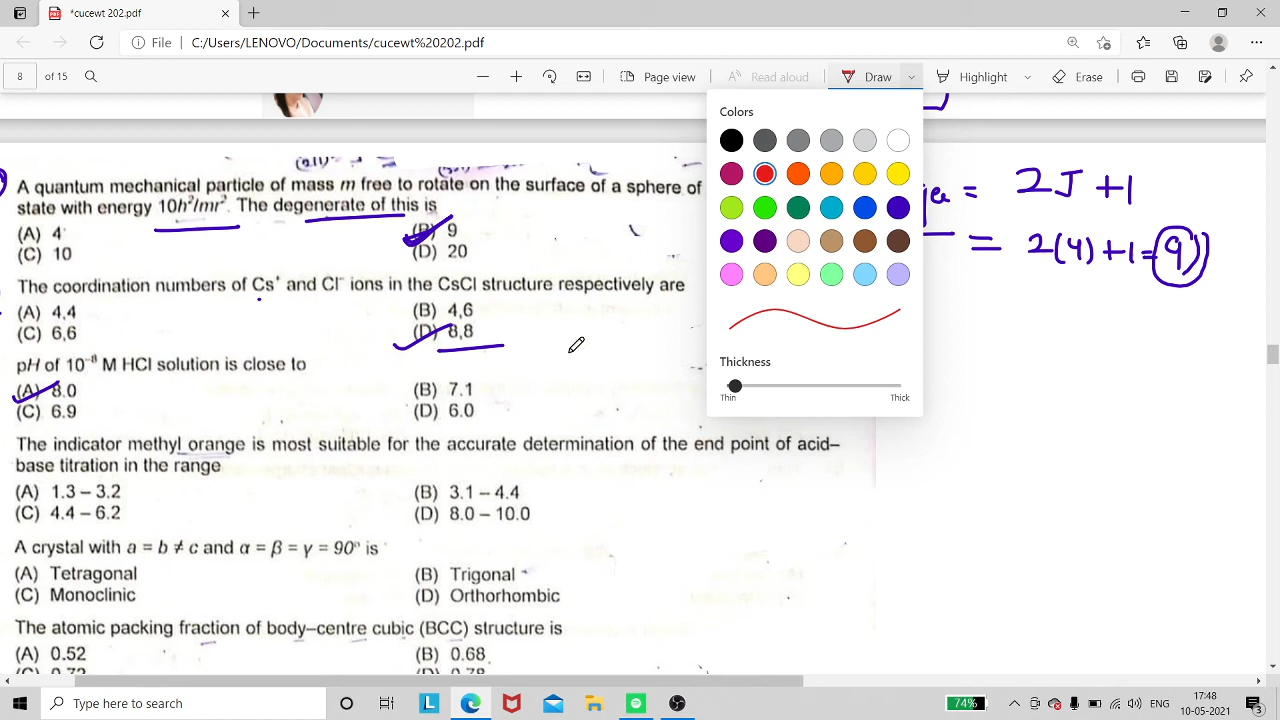 *cucewt 202.pdf
File C:/Users/LENOVO/Documents/cucewt%20202.pdf
8 of 15 Page view Read aloud Draw Highlight Erase
Colors
Thickness
Thin Thick
A quantum mechanical particle of mass m free to rotate on the surface of a sphere of
state with energy 10ℏ²/mr². The degenerate of this is
(A) 4 (B) 9
(C) 10 (D) 20
The coordination numbers of Cs⁺ and Cl⁻ ions in the CsCl structure respectively are
(A) 4,4 (B) 4,6
(C) 6,6 (D) 8,8
pH of 10⁻⁸ M HCl solution is close to
(A) 8.0 (B) 7.1
(C) 6.9 (D) 6.0
The indicator methyl orange is most suitable for the accurate determination of the end point of acid–
base titration in the range
(A) 1.3 – 3.2 (B) 3.1 – 4.4
(C) 4.4 – 6.2 (D) 8.0 – 10.0
A crystal with a = b ≠ c and α = β = γ = 90° is
(A) Tetragonal (B) Trigonal
(C) Monoclinic (D) Orthorhombic
The atomic packing fraction of body–centre cubic (BCC) structure is
(A) 0.52 (B) 0.68
= 2J + 1
= 2(4) + 1 = 9
Type here to search
74%
ENG
17:48
10-05-2021
3